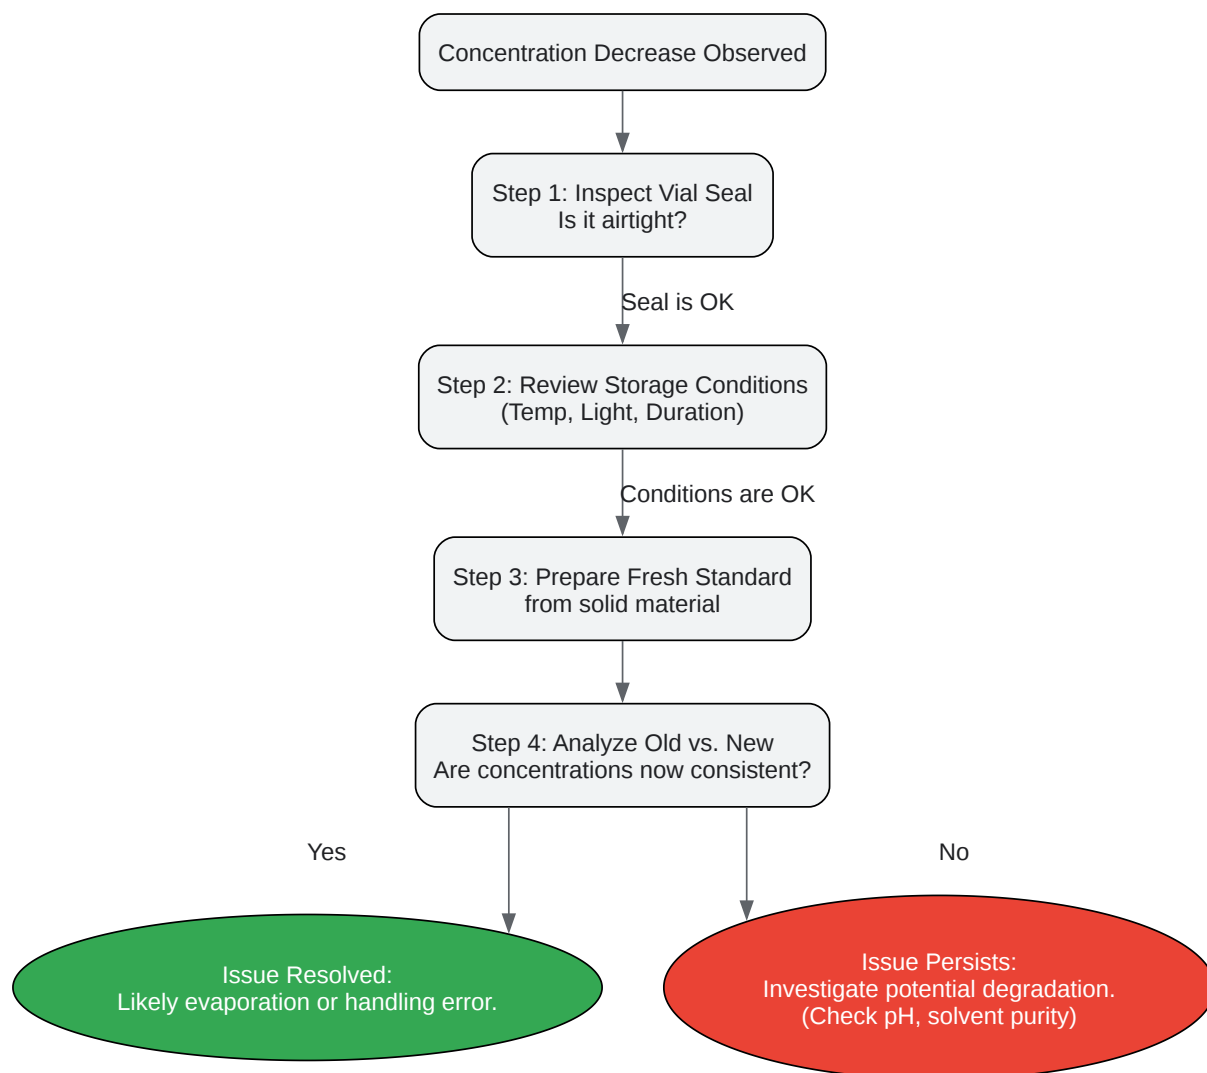 Concentration Decrease Observed
Step 1: Inspect Vial Seal
Is it airtight?
Seal is OK
Step 2: Review Storage Conditions
(Temp, Light, Duration)
Conditions are OK
Step 3: Prepare Fresh Standard
from solid material
Step 4: Analyze Old vs. New
Are concentrations now consistent?
Yes
No
Issue Resolved:
Likely evaporation or handling error.
Issue Persists:
Investigate potential degradation.
(Check pH, solvent purity)